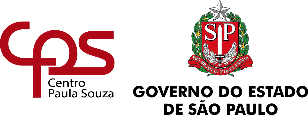 cps
Centro
Paula Souza
SP
GOVERNO DO ESTADO
DE SÃO PAULO